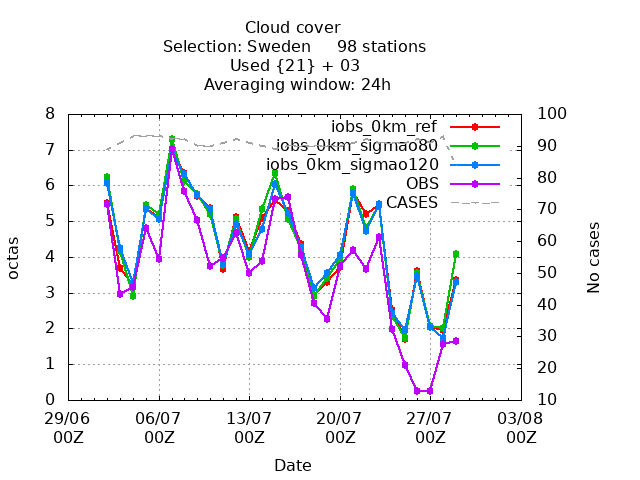 Cloud cover
Selection: Sweden 98 stations
Used {21} + 03
Averaging window: 24h
iobs_0km_ref
iobs_0km_sigmao80
iobs_0km_sigmao120
OBS
CASES
8
7
6
5
4
3
2
1
0
octas
100
90
80
70
60
50
40
30
20
10
No cases
29/06 06/07 13/07 20/07 27/07 03/08
00Z 00Z 00Z 00Z 00Z 00Z
Date